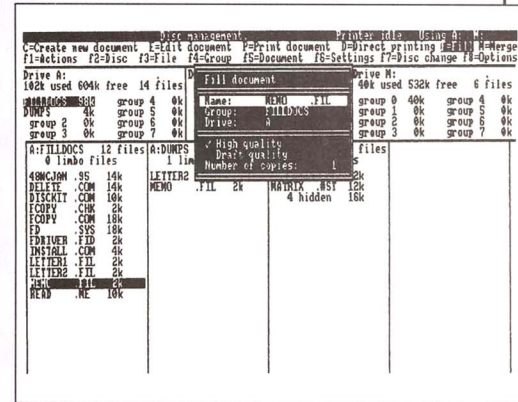 Disc management. Printer idle. Using A: M:
C=Create new document E=Edit document P=Print document D=Direct printing F=Fill M=Merge
f1=Actions f2=Disc f3=File f4=Group f5=Document f6=Settings f7=Disc change f8=Options
Drive A: D Drive M:
102k used 604k free 14 files 40k used 532k free 6 files
FILLDOCS 98k group 4 0k group 0 40k group 4 0k
DUMPS 4k group 5 0k group 1 0k group 5 0k
group 2 0k group 6 0k group 2 0k group 6 0k
group 3 0k group 7 0k group 3 0k group 7 0k
Fill document
Name: MEMO .FIL
Group: FILLDOCS
Drive: A
✓ High quality
Draft quality
Number of copies: 1
A:FILLDOCS 12 files A:DUMPS files
0 limbo files 1 lim s
48NCJAN .95 14k LETTER2 2k
DELETE .COM 14k MEMO .FIL 2k MATRIX .#ST 12k
DISCKIT .COM 10k 4 hidden 16k
FCOPY .CHK 2k
FCOPY .COM 18k
FD .SYS 18k
FDRIVER .FID 2k
INSTALL .COM 4k
LETTER1 .FIL 2k
LETTER2 .FIL 2k
MEMO .FIL 2k
READ .ME 10k